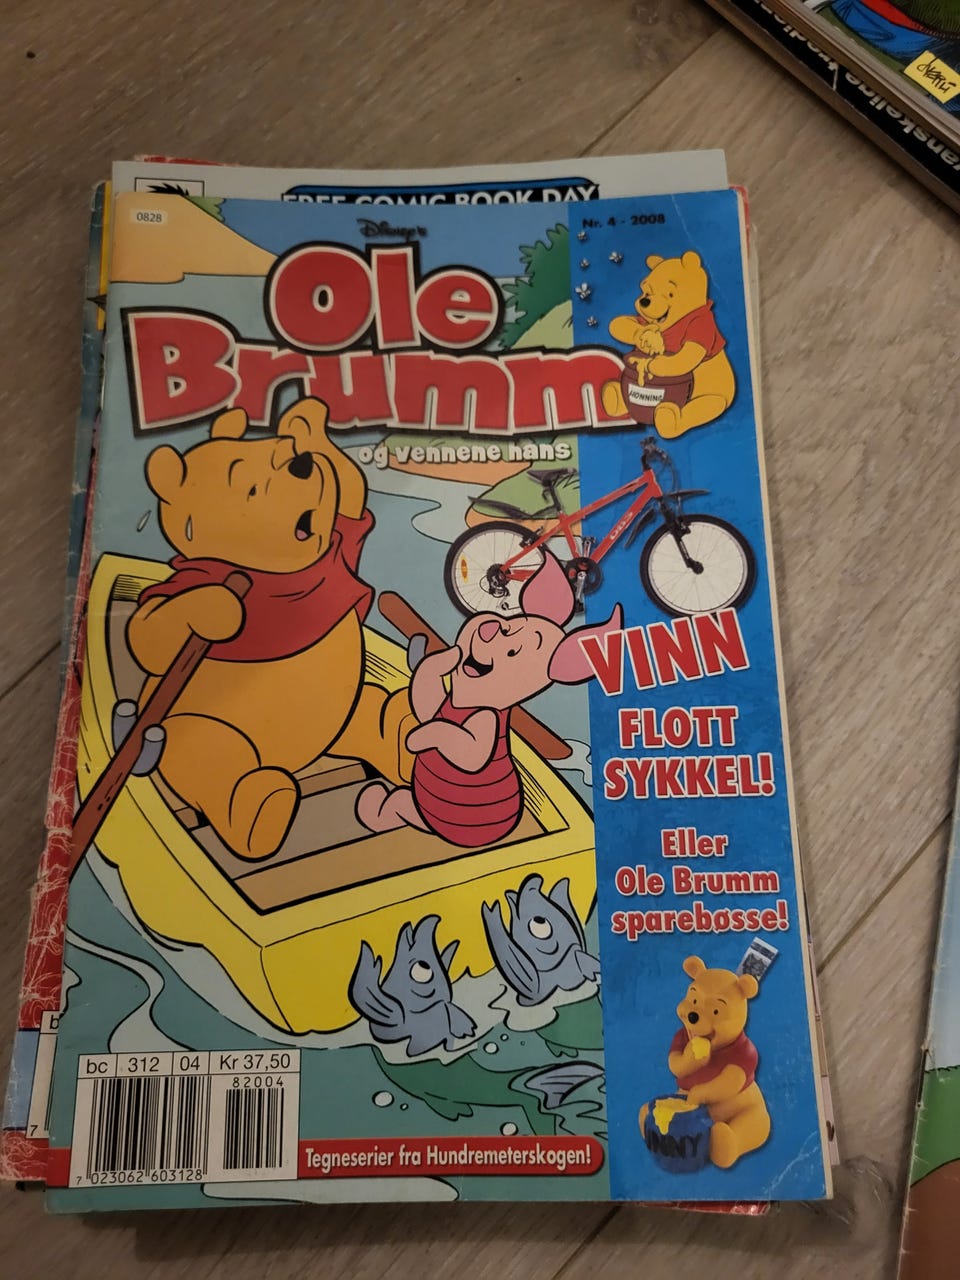 FREE COMIC BOOK DAY
0828
Disney's
Nr. 4 - 2008
Ole
Brumm
og vennene hans
HONNING
VINN
FLOTT
SYKKEL!
Eller
Ole Brumm
sparebøsse!
bc 312 04 Kr 37,50
82004
7 023062 603128
Tegneserier fra Hundremeterskogen!